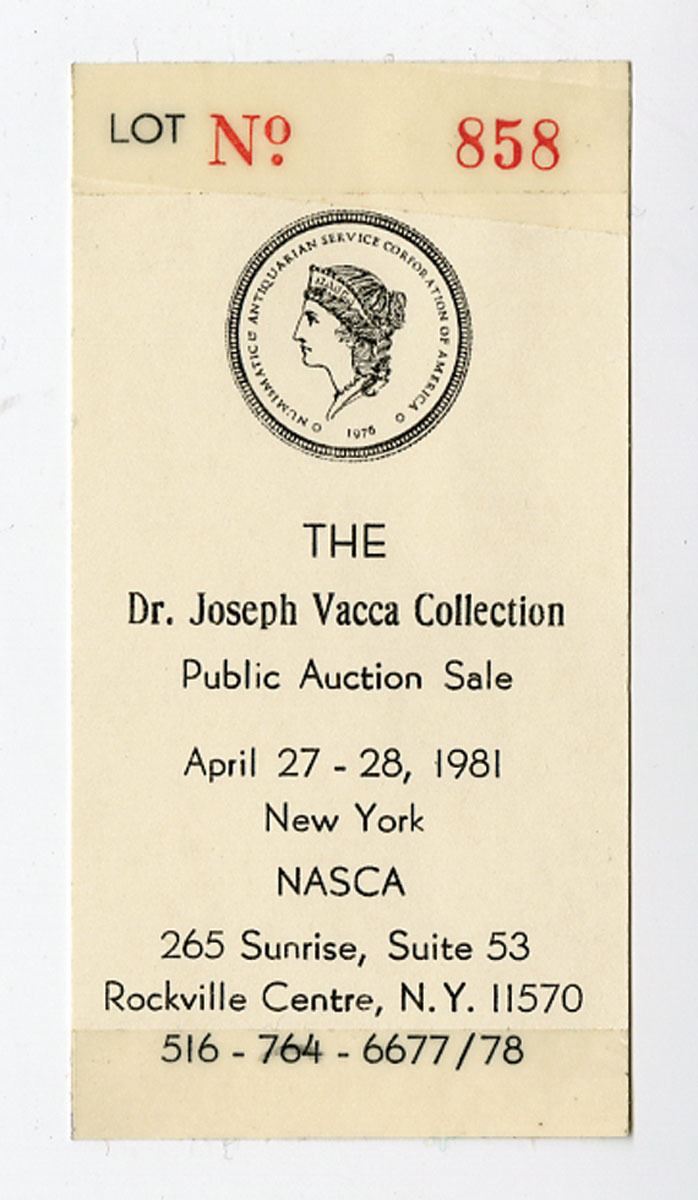 LOT Nº. 858
NUMISMATIC & ANTIQUARIAN SERVICE CORPORATION OF AMERICA
1976
THE
Dr. Joseph Vacca Collection
Public Auction Sale
April 27 - 28, 1981
New York
NASCA
265 Sunrise, Suite 53
Rockville Centre, N.Y. 11570
516 - 764 - 6677/78